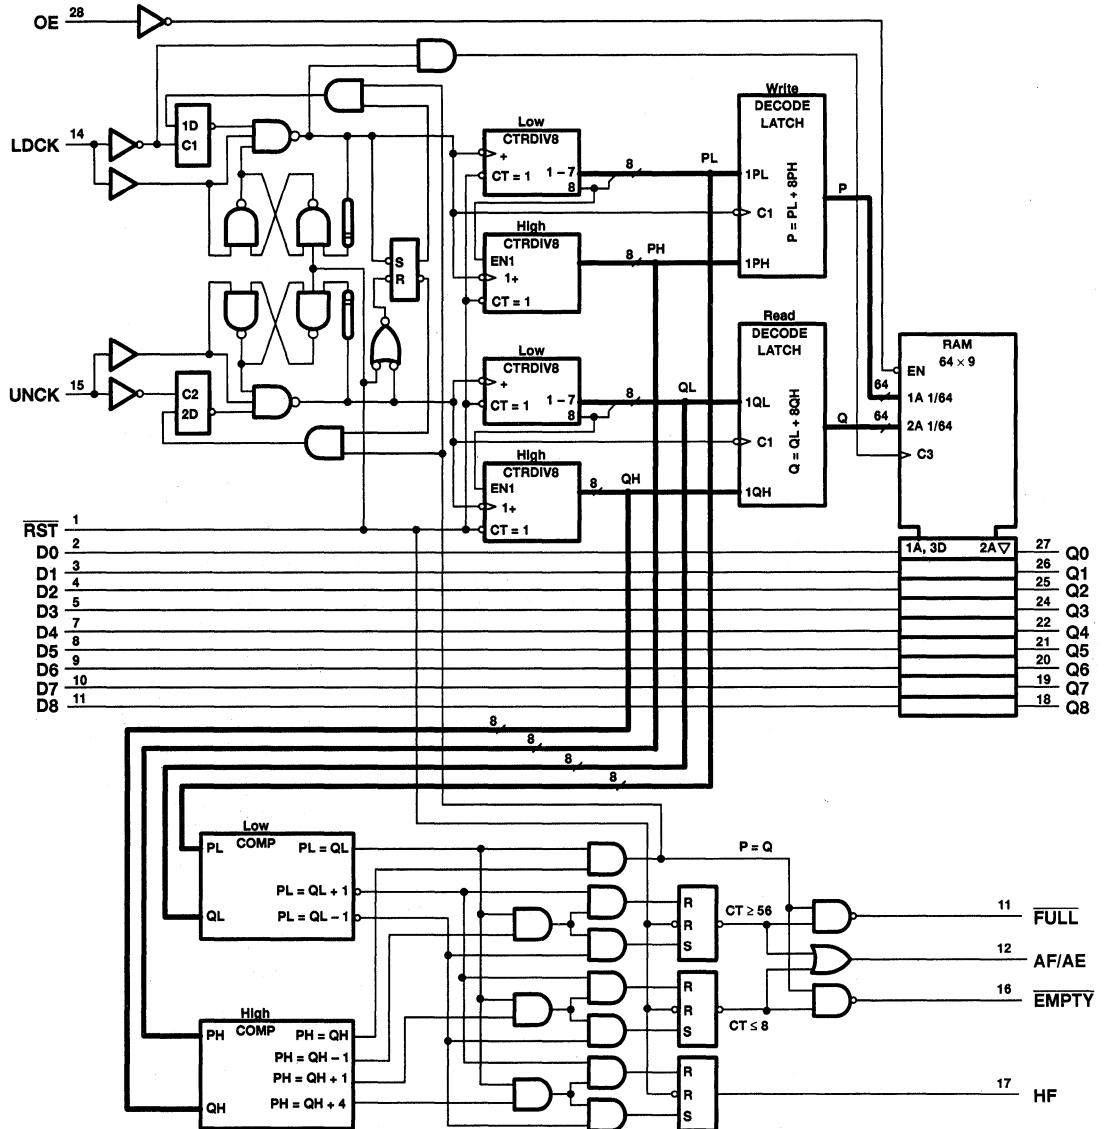 OE 28
LDCK 14
1D
C1
Low
CTRDIV8
+
CT = 1
1 – 7
8
8
PL
Write
DECODE
LATCH
1PL
C1
P = PL + 8PH
1PH
P
High
CTRDIV8
EN1
1+
CT = 1
8
PH
S
R
UNCK 15
C2
2D
Low
CTRDIV8
+
CT = 1
1 – 7
8
8
QL
Read
DECODE
LATCH
1QL
C1
Q = QL + 8QH
1QH
Q
High
CTRDIV8
EN1
1+
CT = 1
8
QH
RAM
64 × 9
EN
64
1A 1/64
64
2A 1/64
C3
RST 1
D0 2
1A, 3D 2A ▽
27 Q0
D1 3
26 Q1
D2 4
25 Q2
D3 5
24 Q3
D4 7
22 Q4
D5 8
21 Q5
D6 9
20 Q6
D7 10
19 Q7
D8 11
18 Q8
8
8
8
8
Low
COMP
PL
QL
PL = QL
PL = QL + 1
PL = QL – 1
High
COMP
PH
QH
PH = QH
PH = QH – 1
PH = QH + 1
PH = QH + 4
P = Q
R
R
S
CT ≥ 56
R
R
S
CT ≤ 8
R
R
S
11 FULL
12 AF/AE
16 EMPTY
17 HF